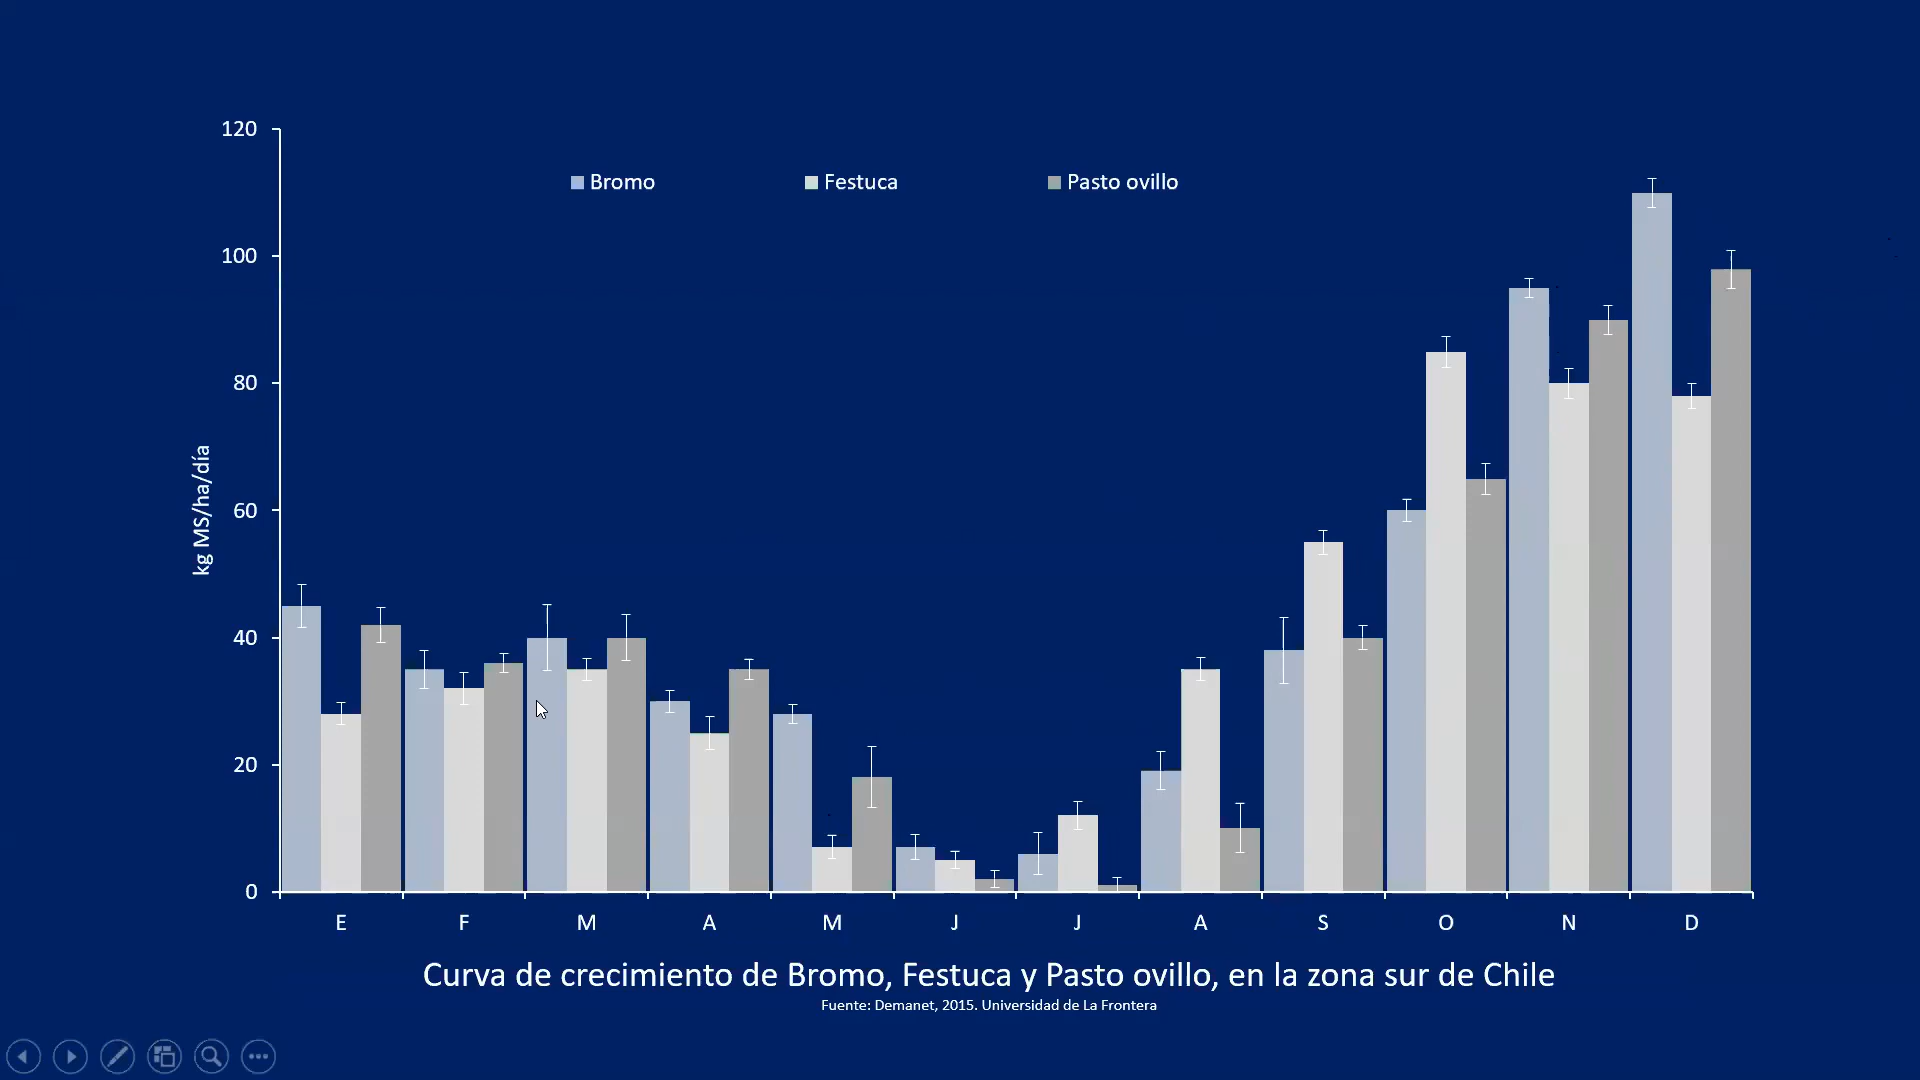 120
Bromo Festuca Pasto ovillo
100
80
kg MS/ha/día
60
40
20
0
E F M A M J J A S O N D
Curva de crecimiento de Bromo, Festuca y Pasto ovillo, en la zona sur de Chile
Fuente: Demanet, 2015. Universidad de La Frontera